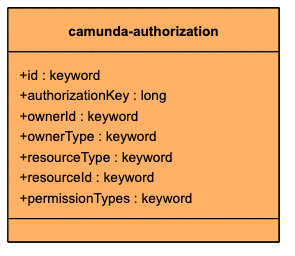 camunda-authorization
+id : keyword
+authorizationKey : long
+ownerId : keyword
+ownerType : keyword
+resourceType : keyword
+resourceId : keyword
+permissionTypes : keyword